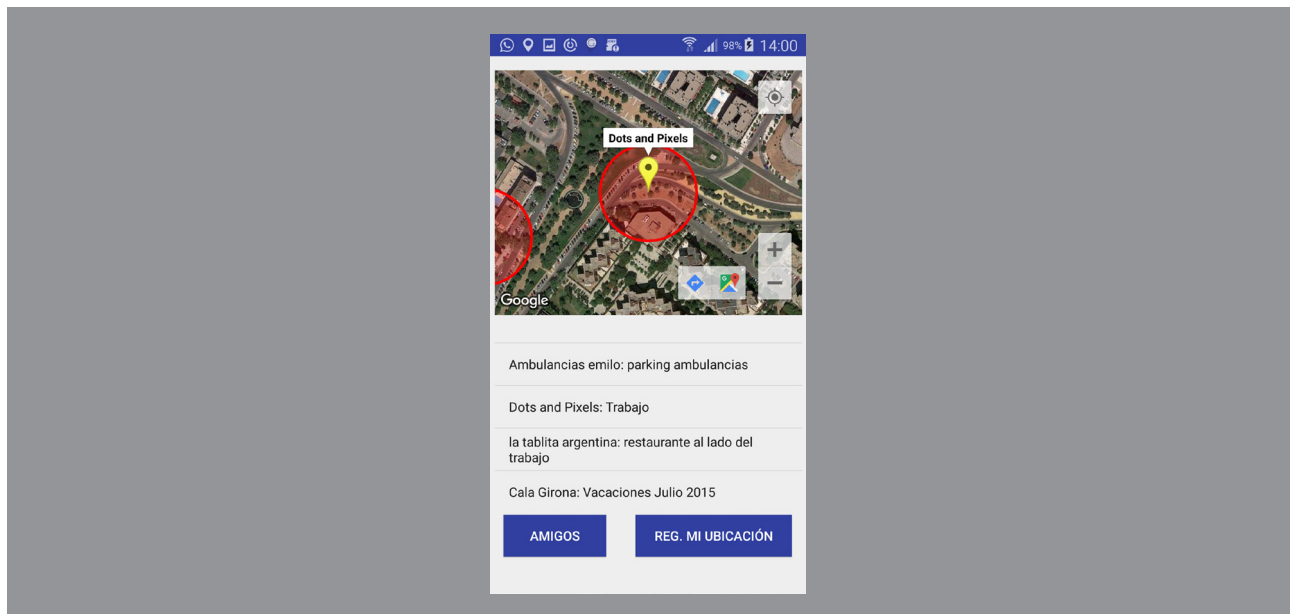 98% 14:00
Dots and Pixels
Google
Ambulancias emilo: parking ambulancias
Dots and Pixels: Trabajo
la tablita argentina: restaurante al lado del
trabajo
Cala Girona: Vacaciones Julio 2015
AMIGOS REG. MI UBICACIÓN